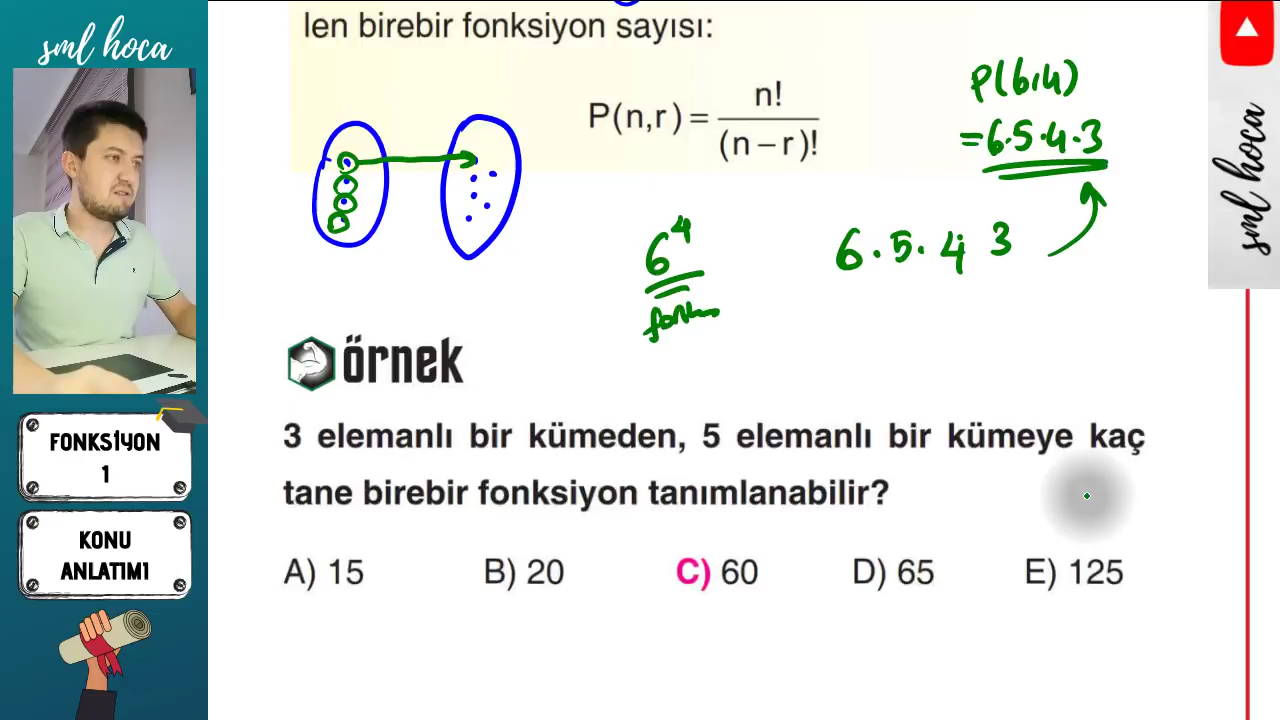 sml hoca
len birebir fonksiyon sayısı:
P(n,r) = n! / (n – r)!
P(6,4)
=6.5.4.3
6⁴
6.5.4 3
sml hoca
örnek
3 elemanlı bir kümeden, 5 elemanlı bir kümeye kaç
tane birebir fonksiyon tanımlanabilir?
A) 15 B) 20 C) 60 D) 65 E) 125
FONKSİYON
1
KONU
ANLATIMI